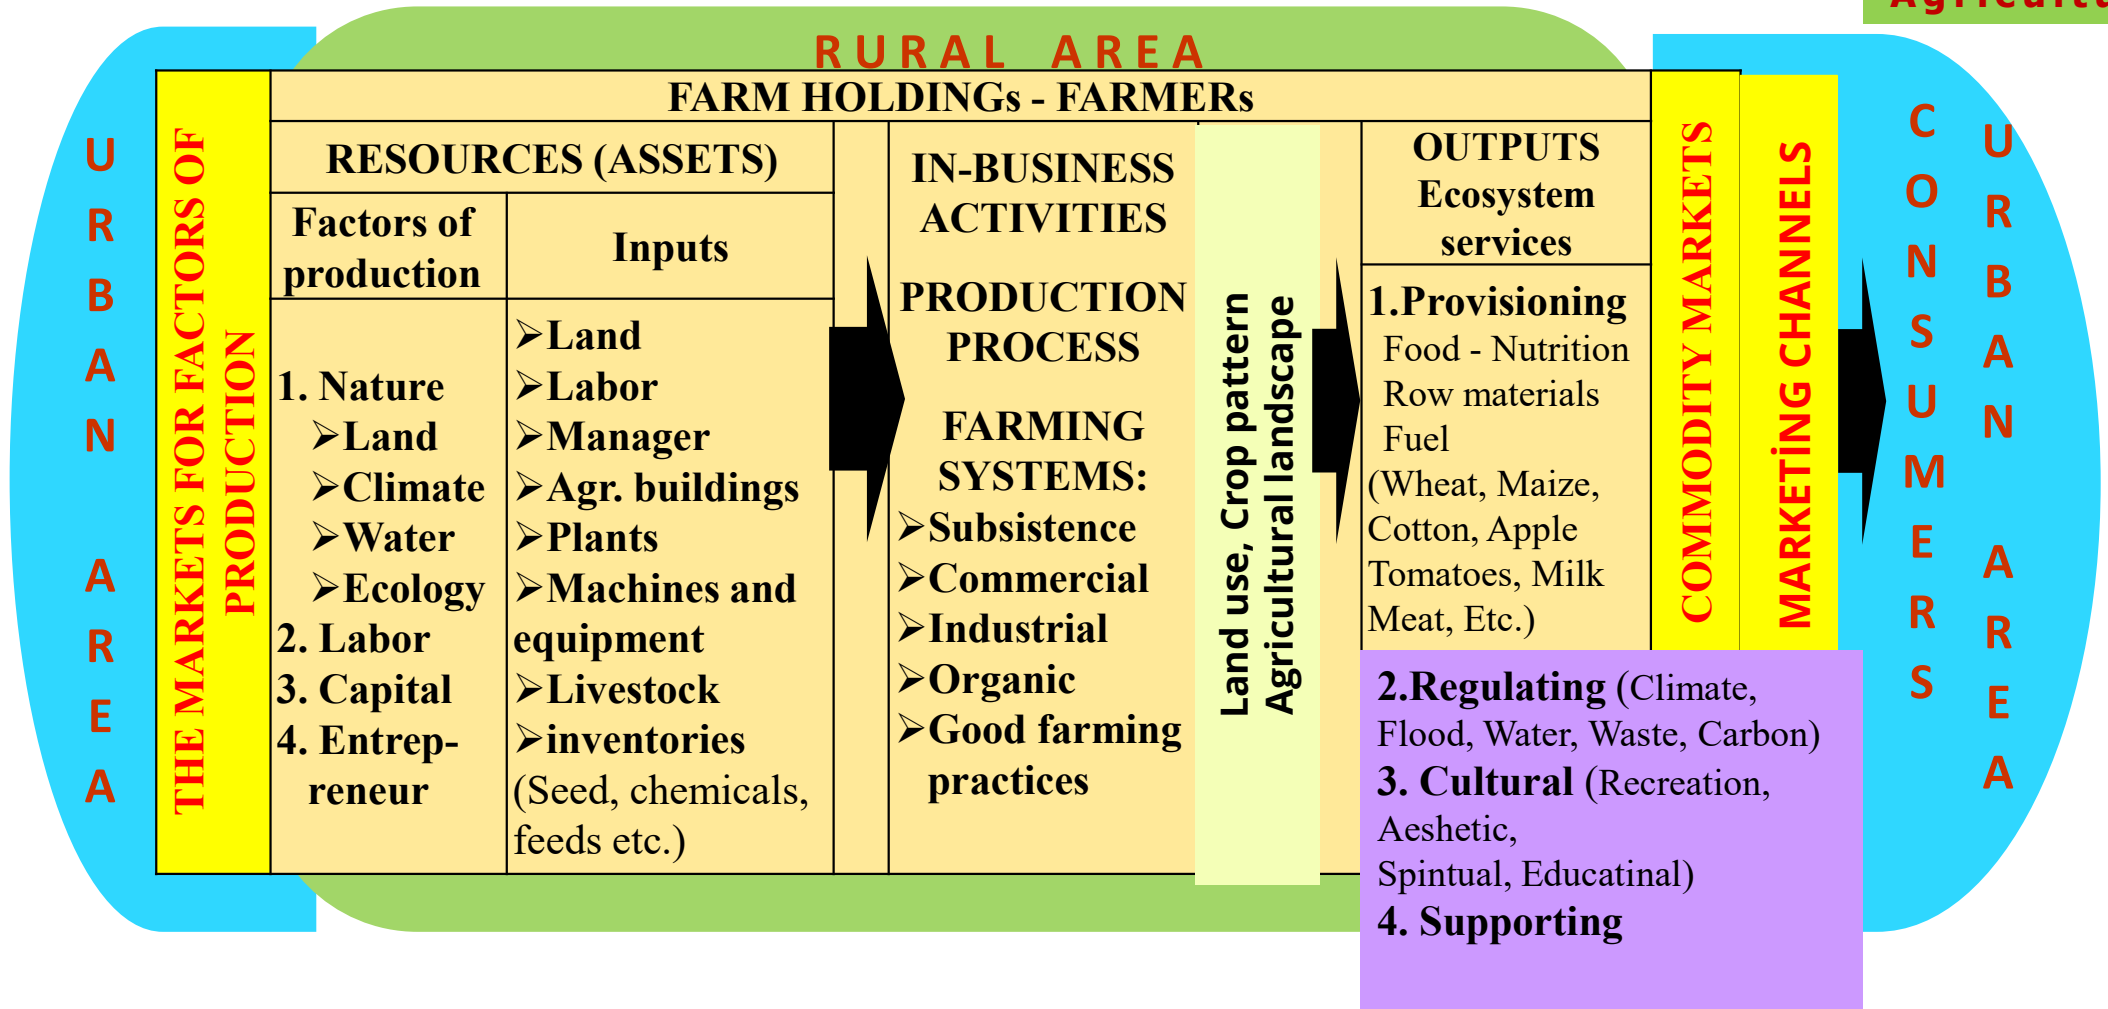 Agricultu
RURAL AREA
URBAN AREA
THE MARKETS FOR FACTORS OF
PRODUCTION
FARM HOLDINGs - FARMERs
RESOURCES (ASSETS)
Factors of
production
1. Nature
➢Land
➢Climate
➢Water
➢Ecology
2. Labor
3. Capital
4. Entrep-
reneur
Inputs
➢Land
➢Labor
➢Manager
➢Agr. buildings
➢Plants
➢Machines and
equipment
➢Livestock
➢inventories
(Seed, chemicals,
feeds etc.)
IN-BUSINESS
ACTIVITIES
PRODUCTION
PROCESS
FARMING
SYSTEMS:
➢Subsistence
➢Commercial
➢Industrial
➢Organic
➢Good farming
practices
Land use, Crop pattern
Agricultural landscape
OUTPUTS
Ecosystem
services
1.Provisioning
Food - Nutrition
Row materials
Fuel
(Wheat, Maize,
Cotton, Apple
Tomatoes, Milk
Meat, Etc.)
2.Regulating (Climate,
Flood, Water, Waste, Carbon)
3. Cultural (Recreation,
Aeshetic,
Spintual, Educatinal)
4. Supporting
COMMODITY MARKETS
MARKETİNG CHANNELS
CONSUMERS
URBAN AREA